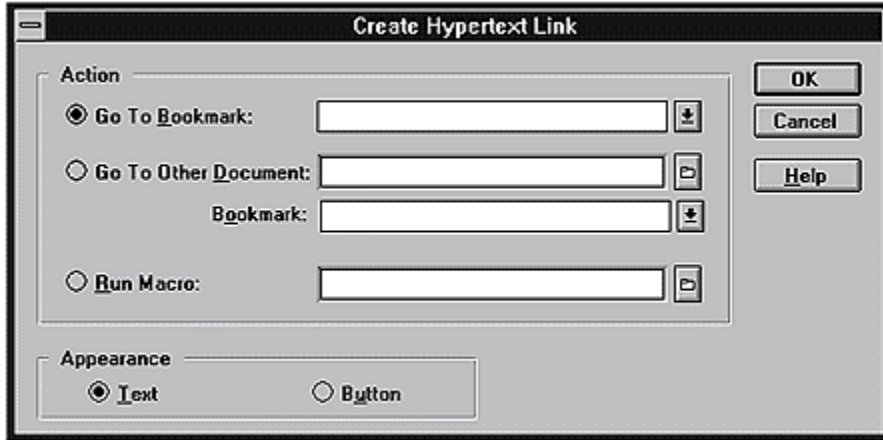 Create Hypertext Link
Action
Go To Bookmark:
Go To Other Document:
Bookmark:
Run Macro:
OK
Cancel
Help
Appearance
Text
Button